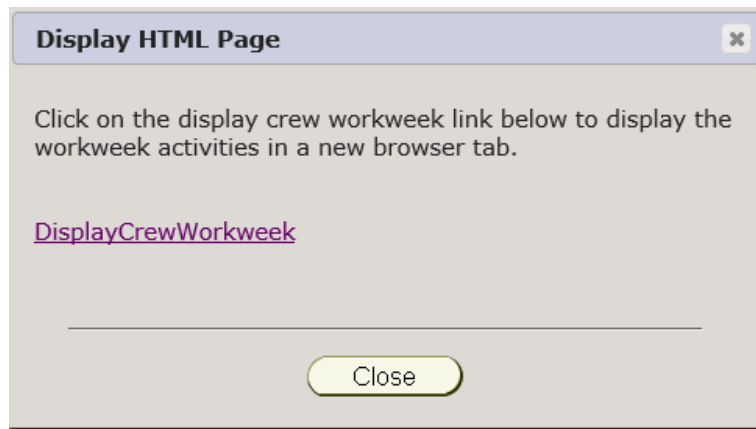 Display HTML Page
Click on the display crew workweek link below to display the
workweek activities in a new browser tab.
DisplayCrewWorkweek
Close